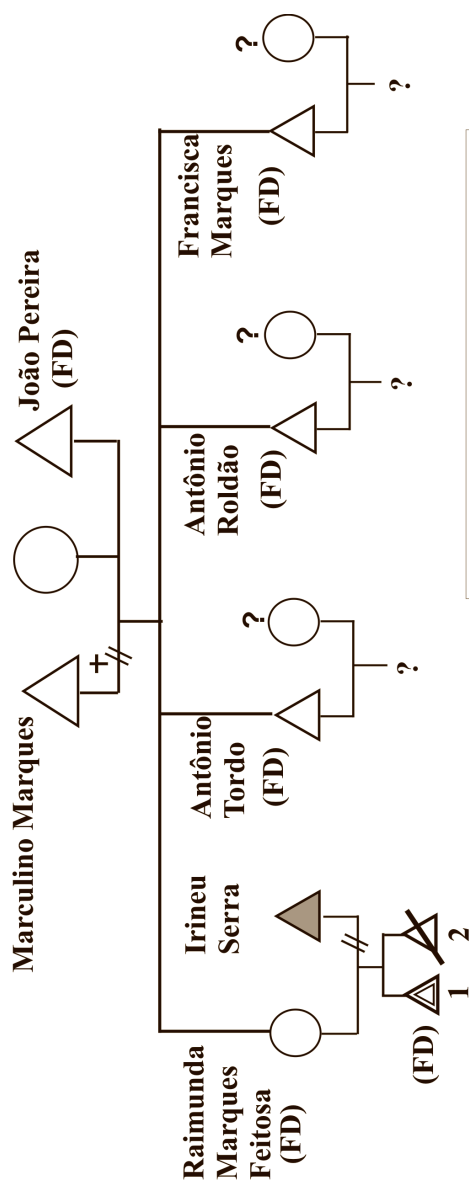 Marculino Marques
João Pereira
(FD)
+
Raimunda
Marques
Feitosa
(FD)
Irineu
Serra
Antônio
Tordo
(FD)
?
Antônio
Roldão
(FD)
?
Francisca
Marques
(FD)
?
(FD)
1
2
?
?
?